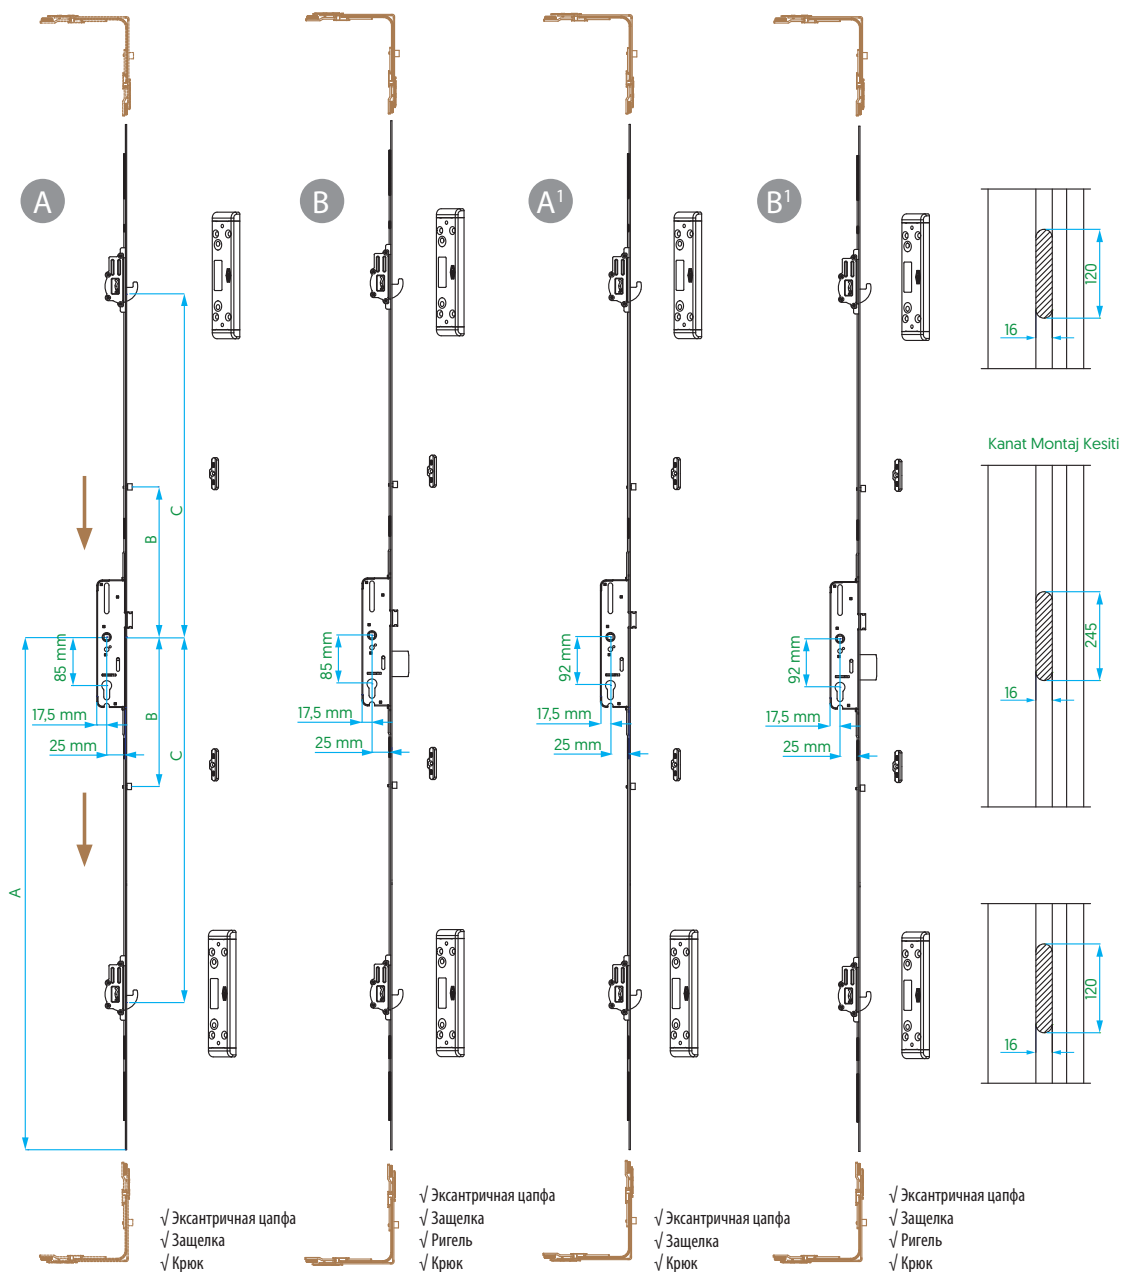 A
B
A¹
B¹
120
16
Kanat Montaj Kesiti
C
B
245
16
85 mm
85 mm
92 mm
92 mm
17,5 mm
17,5 mm
17,5 mm
17,5 mm
25 mm
25 mm
25 mm
25 mm
B
C
A
120
16
√ Эксантричная цапфа
√ Защелка
√ Крюк
√ Эксантричная цапфа
√ Защелка
√ Ригель
√ Крюк
√ Эксантричная цапфа
√ Защелка
√ Крюк
√ Эксантричная цапфа
√ Защелка
√ Ригель
√ Крюк